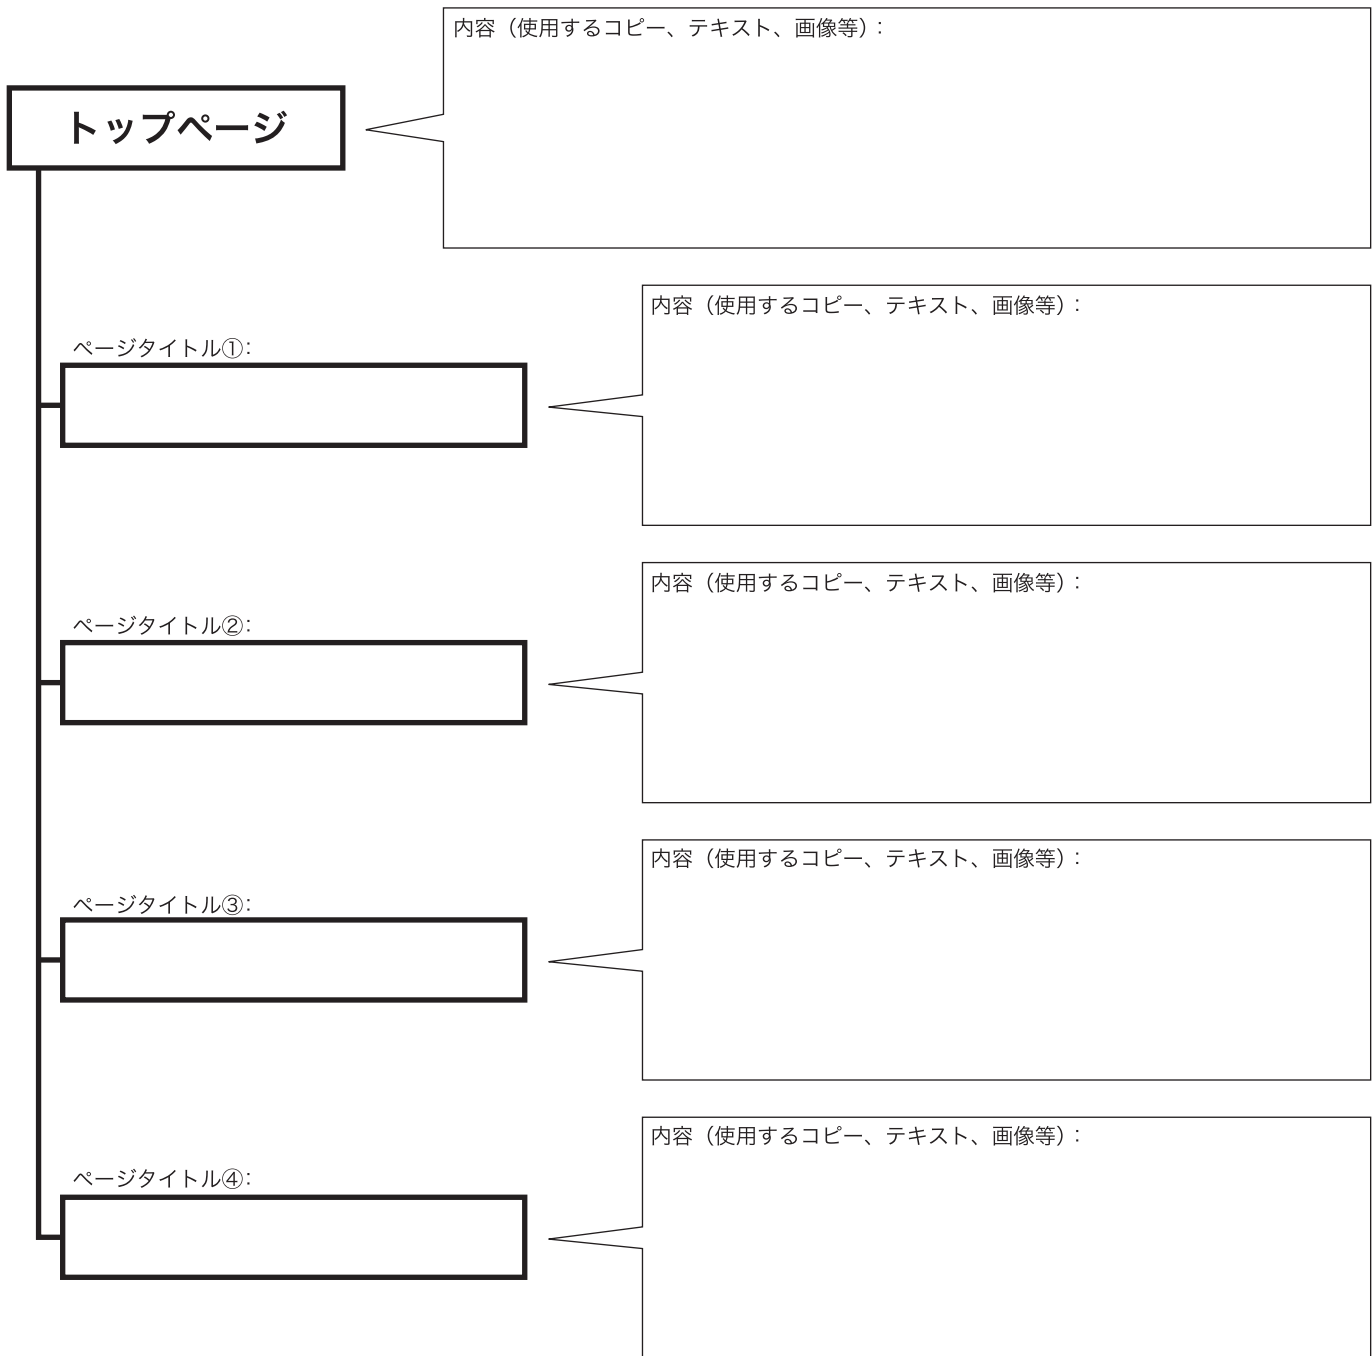 内容（使用するコピー、テキスト、画像等）：
トップページ
内容（使用するコピー、テキスト、画像等）：
ページタイトル①：
内容（使用するコピー、テキスト、画像等）：
ページタイトル②：
内容（使用するコピー、テキスト、画像等）：
ページタイトル③：
内容（使用するコピー、テキスト、画像等）：
ページタイトル④：